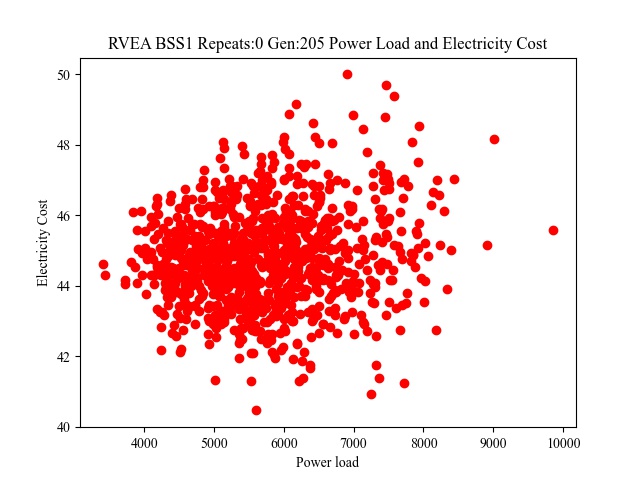 RVEA BSS1 Repeats:0 Gen:205 Power Load and Electricity Cost
50
48
46
44
42
40
Electricity Cost
4000 5000 6000 7000 8000 9000 10000
Power load